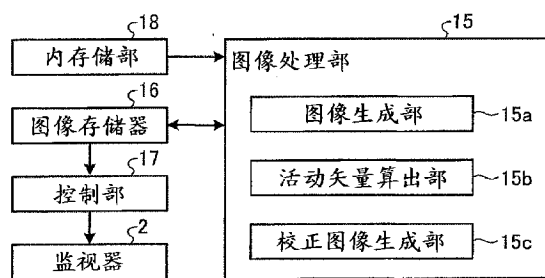 18
内存储部
16
图像存储器
17
控制部
2
监视器
15
图像处理部
图像生成部
15a
活动矢量算出部
15b
校正图像生成部
15c